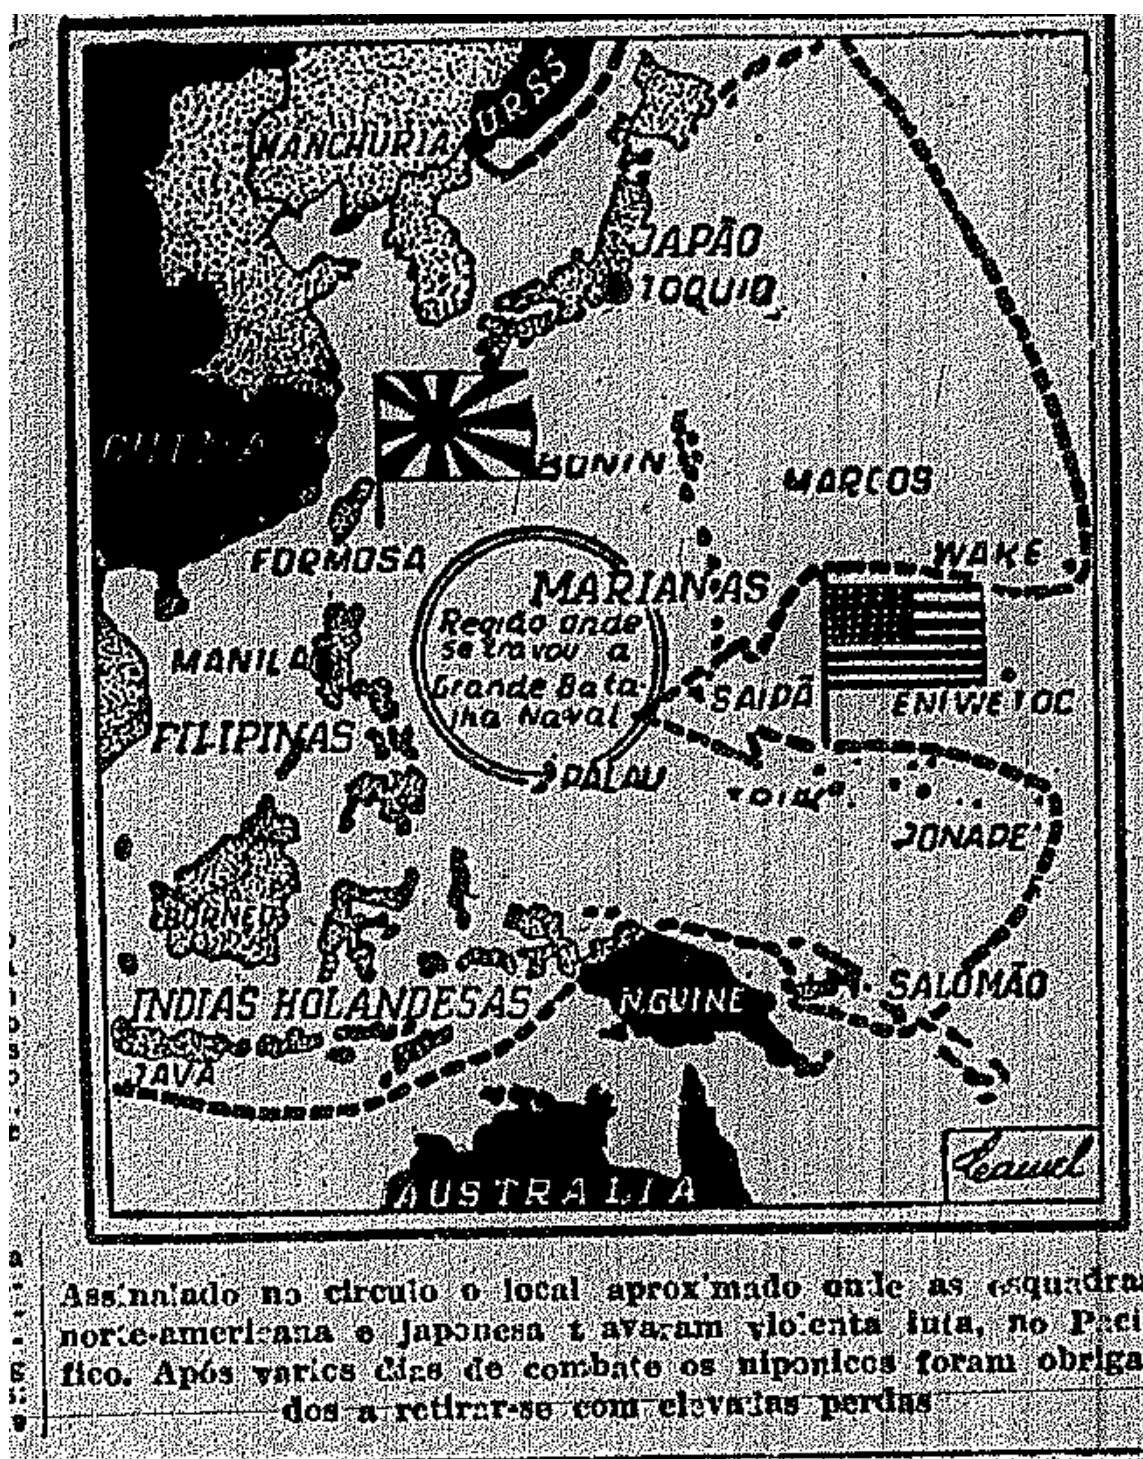 URSS
MANCHURIA
JAPÃO
TOQUIO
CHINA
BONIN
MARCOS
FORMOSA
WAKE
MARIANAS
Região onde
se travou a
Grande Bata-
lha Naval
MANILA
SAIPÃ
ENIWETOC
FILIPINAS
PALAU
PONAPE'
BORNEO
INDIAS HOLANDESAS
N.GUINE
SALOMÃO
JAVA
AUSTRALIA
Assinalado no circulo o local aproximado onde as esquadra
norte-americana e japonesa travaram violenta luta, no Paci
fico. Após varios dias de combate os niponicos foram obriga
dos a retirar-se com elevadas perdas